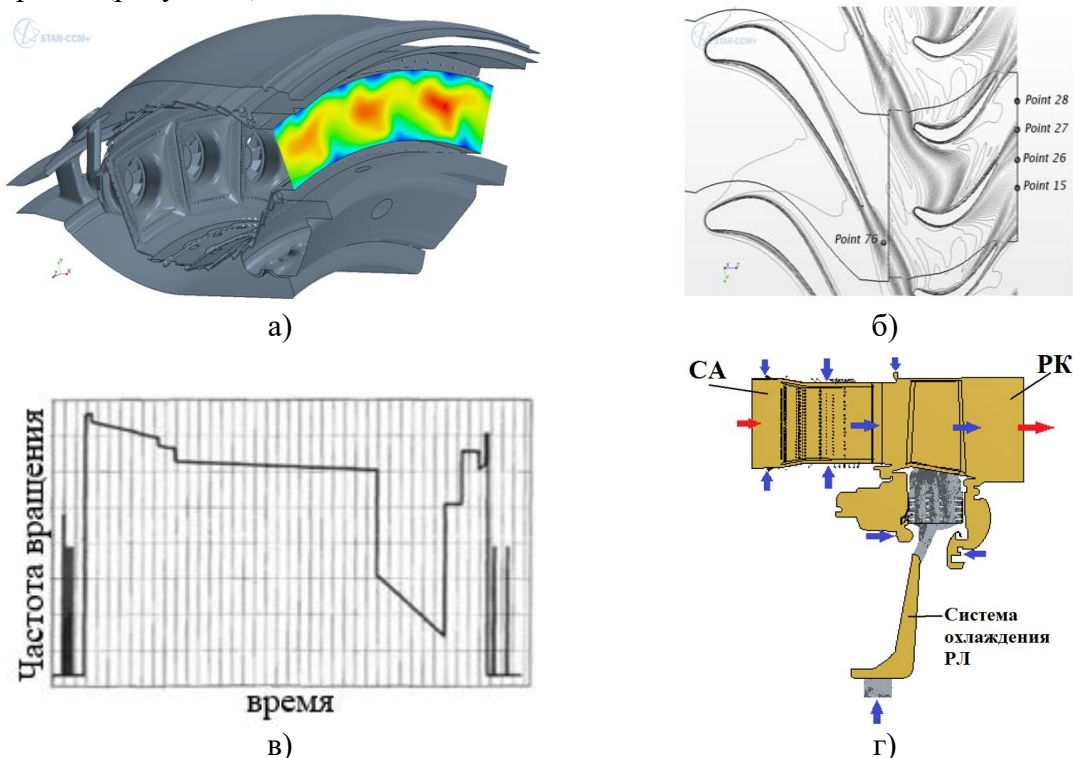 STAR-CCM+
а)
STAR-CCM+
Point 28
Point 27
Point 26
Point 15
Point 76
б)
Частота вращения
время
в)
СА
РК
Система
охлаждения
РЛ
г)